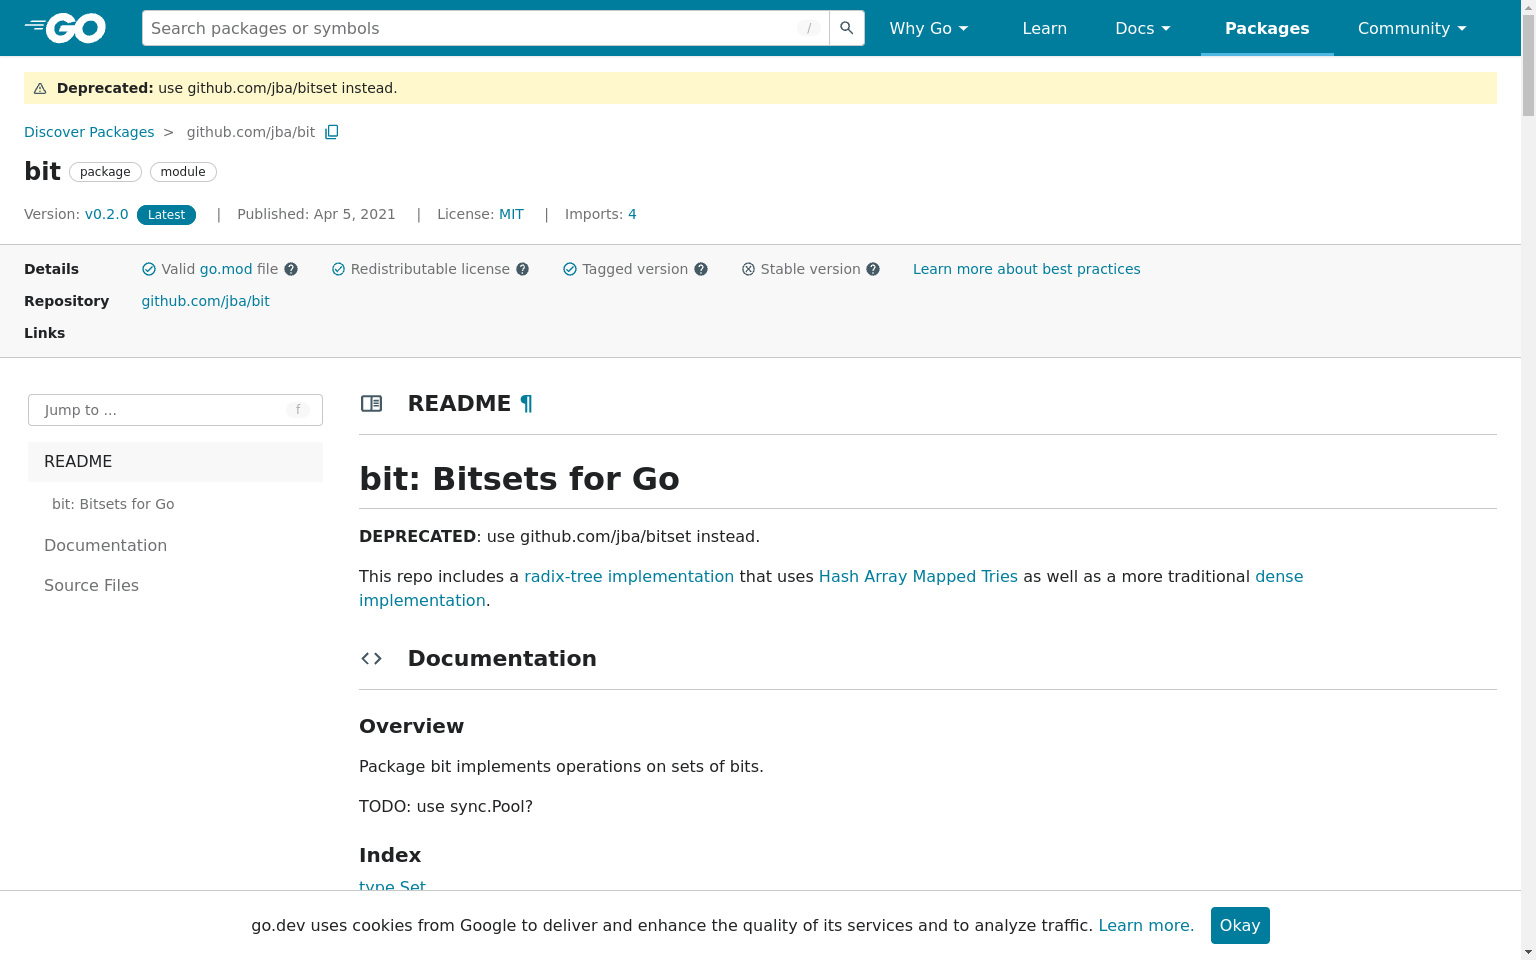 GO
Search packages or symbols
/
Why Go
Learn
Docs
Packages
Community
Deprecated: use github.com/jba/bitset instead.
Discover Packages > github.com/jba/bit
bit package module
Version: v0.2.0 Latest | Published: Apr 5, 2021 | License: MIT | Imports: 4
Details Valid go.mod file Redistributable license Tagged version Stable version Learn more about best practices
Repository github.com/jba/bit
Links
Jump to ...
f
README
bit: Bitsets for Go
Documentation
Source Files
README ¶
bit: Bitsets for Go
DEPRECATED: use github.com/jba/bitset instead.
This repo includes a radix-tree implementation that uses Hash Array Mapped Tries as well as a more traditional dense
implementation.
Documentation
Overview
Package bit implements operations on sets of bits.
TODO: use sync.Pool?
Index
type Set
go.dev uses cookies from Google to deliver and enhance the quality of its services and to analyze traffic. Learn more.
Okay